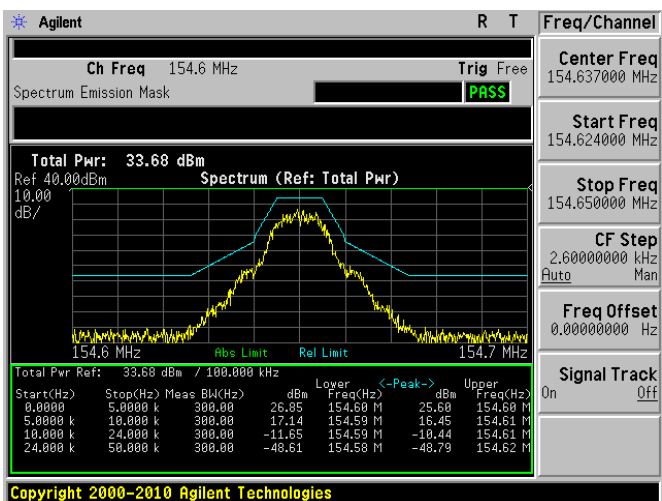 Agilent R T Freq/Channel
Ch Freq 154.6 MHz Trig Free
Spectrum Emission Mask PASS
Center Freq
154.637000 MHz
Start Freq
154.624000 MHz
Stop Freq
154.650000 MHz
CF Step
2.60000000 kHz
Auto Man
Freq Offset
0.00000000 Hz
Signal Track
On Off
Total Pwr: 33.68 dBm
Ref 40.00dBm Spectrum (Ref: Total Pwr)
10.00
dB/
154.6 MHz Abs Limit Rel Limit 154.7 MHz
Total Pwr Ref: 33.68 dBm / 100.000 kHz
Lower <-Peak-> Upper
Start(Hz) Stop(Hz) Meas BW(Hz) dBm Freq(Hz) dBm Freq(Hz)
0.0000 5.0000 k 300.00 26.85 154.60 M 25.60 154.60 M
5.0000 k 10.000 k 300.00 17.14 154.59 M 16.45 154.61 M
10.000 k 24.000 k 300.00 -11.65 154.59 M -10.44 154.61 M
24.000 k 50.000 k 300.00 -48.61 154.58 M -48.79 154.62 M
Copyright 2000-2010 Agilent Technologies